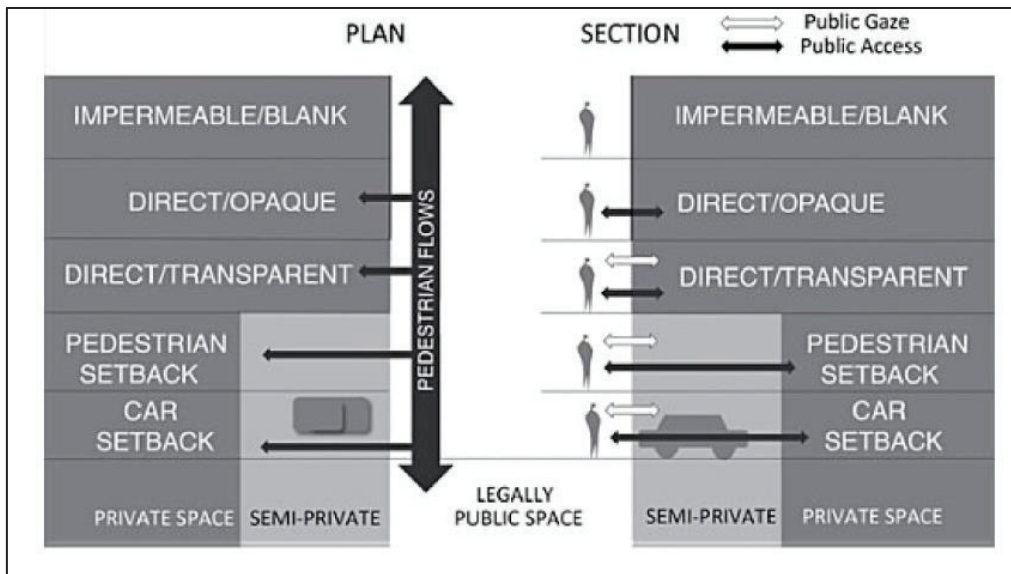 PLAN
SECTION
Public Gaze
Public Access
IMPERMEABLE/BLANK
DIRECT/OPAQUE
DIRECT/TRANSPARENT
PEDESTRIAN
SETBACK
CAR
SETBACK
PRIVATE SPACE
SEMI-PRIVATE
PEDESTRIAN FLOWS
LEGALLY
PUBLIC SPACE
IMPERMEABLE/BLANK
DIRECT/OPAQUE
DIRECT/TRANSPARENT
PEDESTRIAN
SETBACK
CAR
SETBACK
SEMI-PRIVATE
PRIVATE SPACE